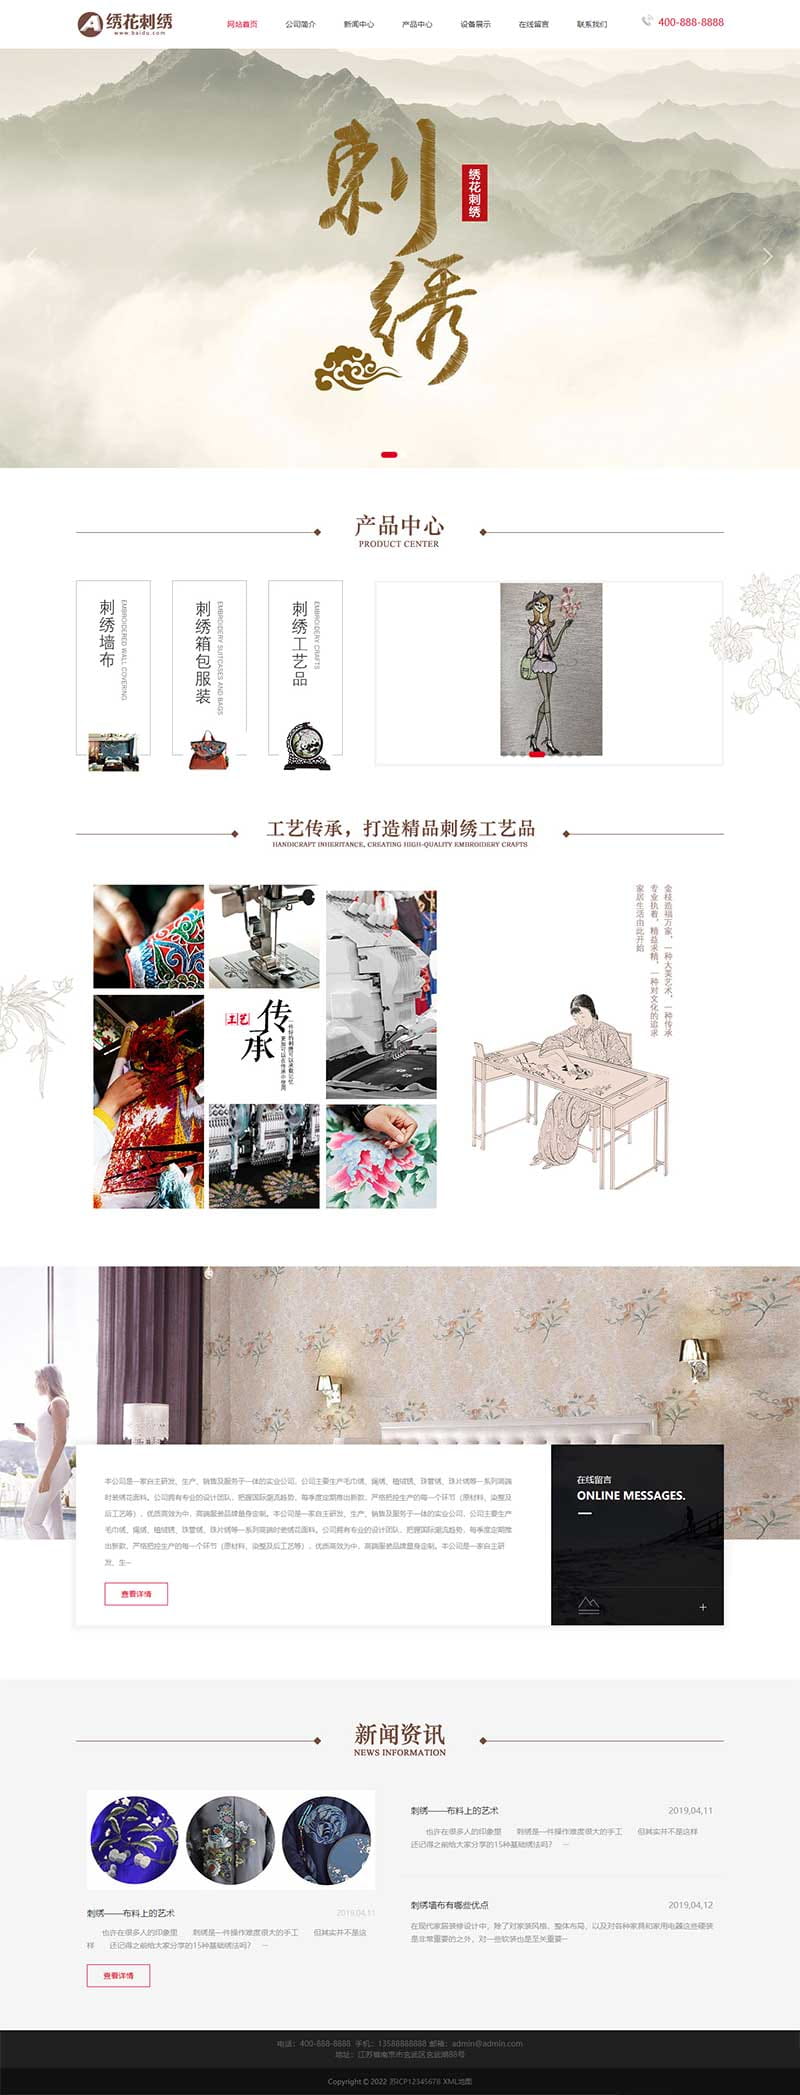 绣花刺绣
www.baidu.com
网站首页 公司简介 新闻中心 产品中心 设备展示 在线留言 联系我们
400-888-8888
刺绣
绣花刺绣
产品中心
PRODUCT CENTER
刺绣墙布
EMBROIDERED WALL COVERING
刺绣箱包服装
EMBROIDERY SUITCASES AND BAGS
刺绣工艺品
EMBROIDERY CRAFTS
工艺传承，打造精品刺绣工艺品
HANDICRAFT INHERITANCE, CREATING HIGH-QUALITY EMBROIDERY CRAFTS
工艺
传承
金枝造福万家，一种大美艺术，一种传承
专业执着，精益求精，一种对文化的追求
家居生活由此开始
本公司是一家自主研发、生产、销售及服务于一体的实业公司，公司主要生产毛巾绣、绳绣、植绒绣、珠管绣、珠片绣等一系列高端
时装绣花面料。公司拥有专业的设计团队，把握国际潮流趋势，每季度定期推出新款，严格把控生产的每一个环节（原材料、染整及
后工艺等），优质高效为中，高端服装品牌量身定制。本公司是一家自主研发、生产、销售及服务于一体的实业公司，公司主要生产
毛巾绣、绳绣、植绒绣、珠管绣、珠片绣等一系列高端时装绣花面料。公司拥有专业的设计团队，把握国际潮流趋势，每季度定期推
出新款，严格把控生产的每一个环节（原材料、染整及后工艺等），优质高效为中，高端服装品牌量身定制。本公司是一家自主研
发、生···
查看详情
在线留言
ONLINE MESSAGES.
+
新闻资讯
NEWS INFORMATION
刺绣——布料上的艺术 2019,04,11
也许在很多人的印象里 刺绣是一件操作难度很大的手工 但其实并不是这
样 还记得之前给大家分享的15种基础绣法吗？ ···
查看详情
刺绣——布料上的艺术 2019,04,11
也许在很多人的印象里 刺绣是一件操作难度很大的手工 但其实并不是这样
还记得之前给大家分享的15种基础绣法吗？ ···
刺绣墙布有哪些优点 2019,04,12
在现代家居装修设计中，除了对家装风格、整体布局，以及对各种家具和家用电器这些硬装
是非常重要的之外，对一些软装也是至关重要···
电话：400-888-8888 手机：13588888888 邮箱：admin@admin.com
地址：江苏省南京市玄武区玄武湖88号
Copyright © 2022 苏ICP12345678 XML地图